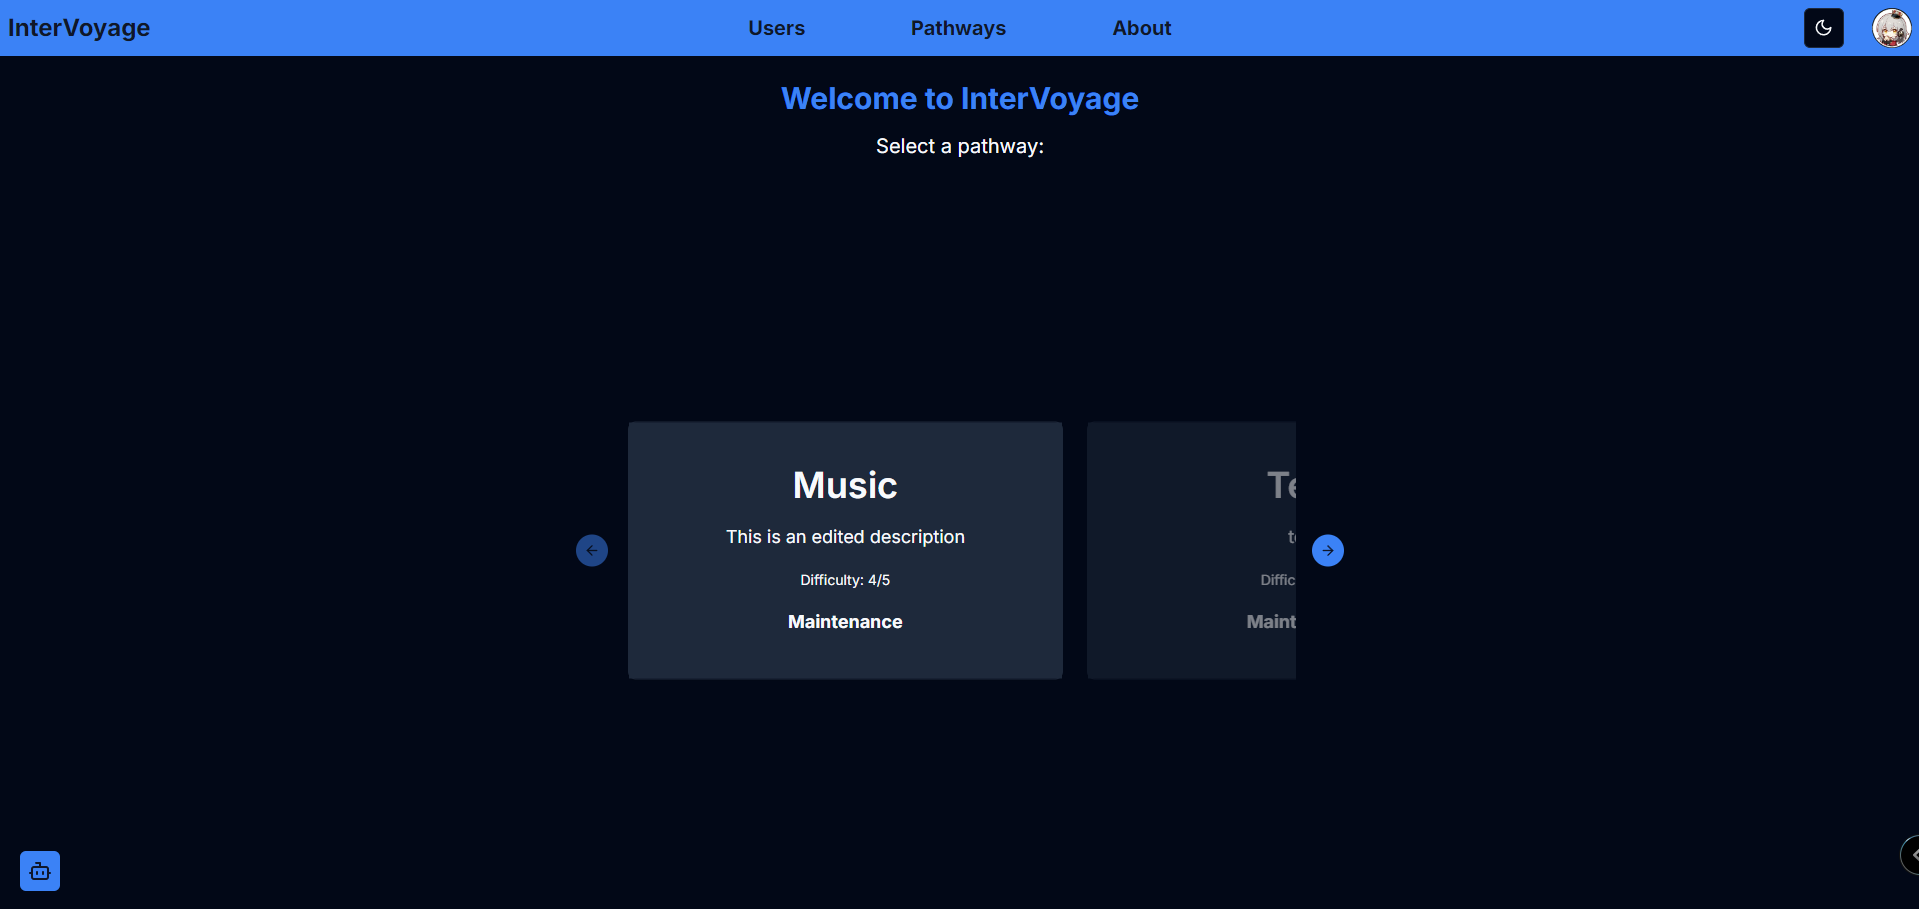 InterVoyage
Users
Pathways
About
Welcome to InterVoyage
Select a pathway:
Music
This is an edited description
Difficulty: 4/5
Maintenance
Te
te
Diffic
Maint